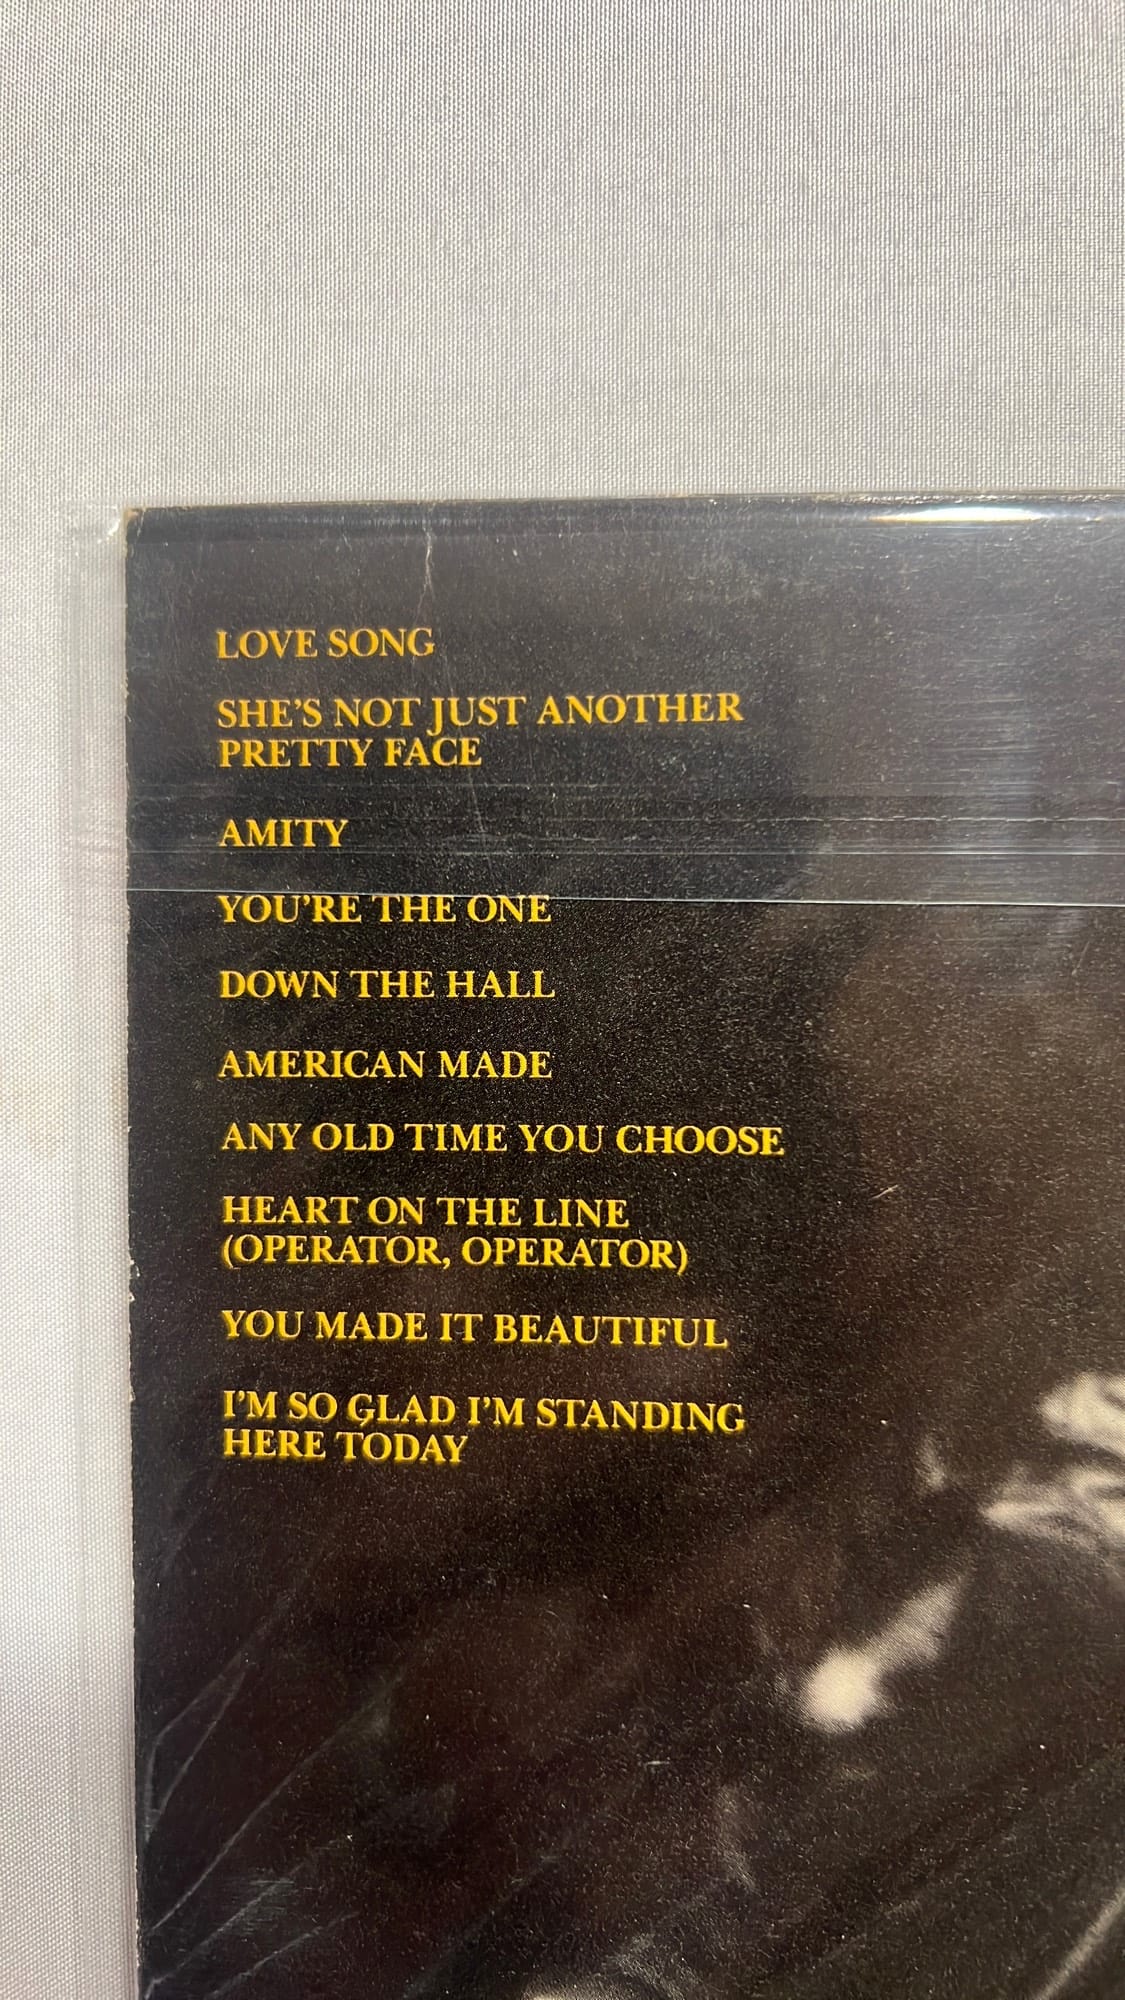 LOVE SONG
SHE'S NOT JUST ANOTHER
PRETTY FACE
AMITY
YOU'RE THE ONE
DOWN THE HALL
AMERICAN MADE
ANY OLD TIME YOU CHOOSE
HEART ON THE LINE
(OPERATOR, OPERATOR)
YOU MADE IT BEAUTIFUL
I'M SO GLAD I'M STANDING
HERE TODAY